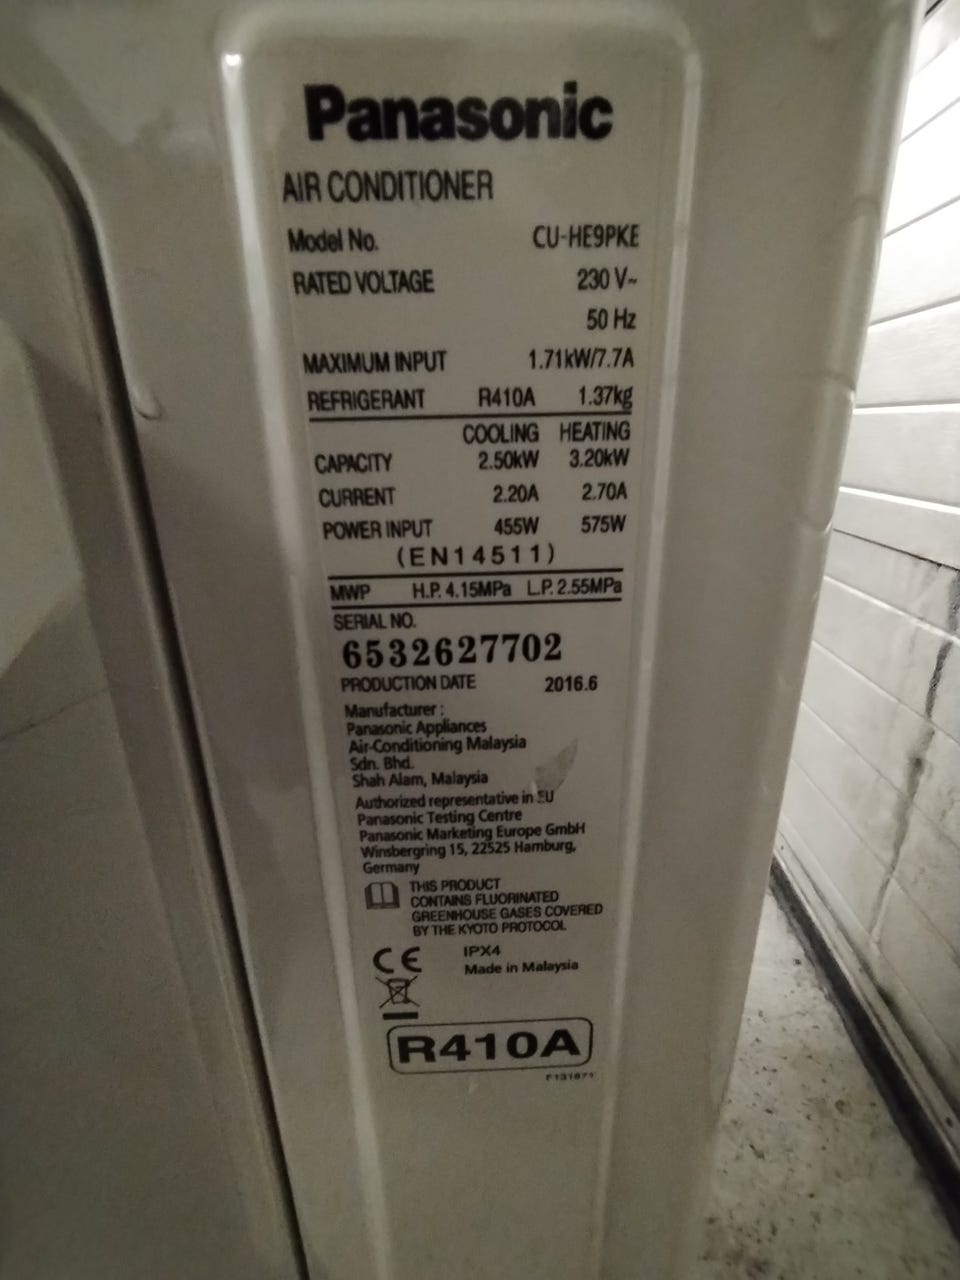 Panasonic
AIR CONDITIONER
Model No. CU-HE9PKE
RATED VOLTAGE 230 V~
50 Hz
MAXIMUM INPUT 1.71kW/7.7A
REFRIGERANT R410A 1.37kg
COOLING HEATING
CAPACITY 2.50kW 3.20kW
CURRENT 2.20A 2.70A
POWER INPUT 455W 575W
(EN14511)
MWP H.P. 4.15MPa L.P. 2.55MPa
SERIAL NO.
6532627702
PRODUCTION DATE 2016.6
Manufacturer :
Panasonic Appliances
Air-Conditioning Malaysia
Sdn. Bhd.
Shah Alam, Malaysia
Authorized representative in EU
Panasonic Testing Centre
Panasonic Marketing Europe GmbH
Winsbergring 15, 22525 Hamburg,
Germany
THIS PRODUCT
CONTAINS FLUORINATED
GREENHOUSE GASES COVERED
BY THE KYOTO PROTOCOL
CE IPX4
Made in Malaysia
R410A
F131871